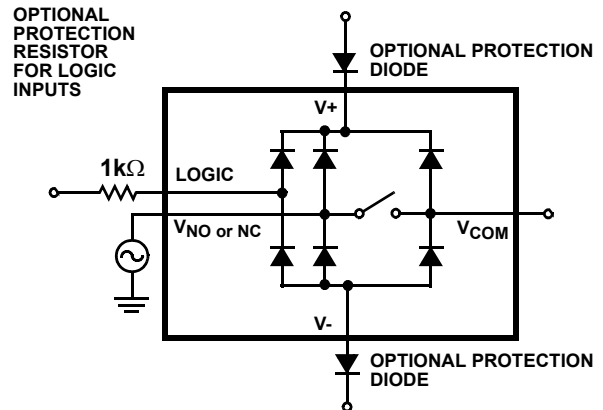 OPTIONAL
PROTECTION
RESISTOR
FOR LOGIC
INPUTS
OPTIONAL PROTECTION
DIODE
V+
1kΩ
LOGIC
VNO or NC
VCOM
V-
OPTIONAL PROTECTION
DIODE